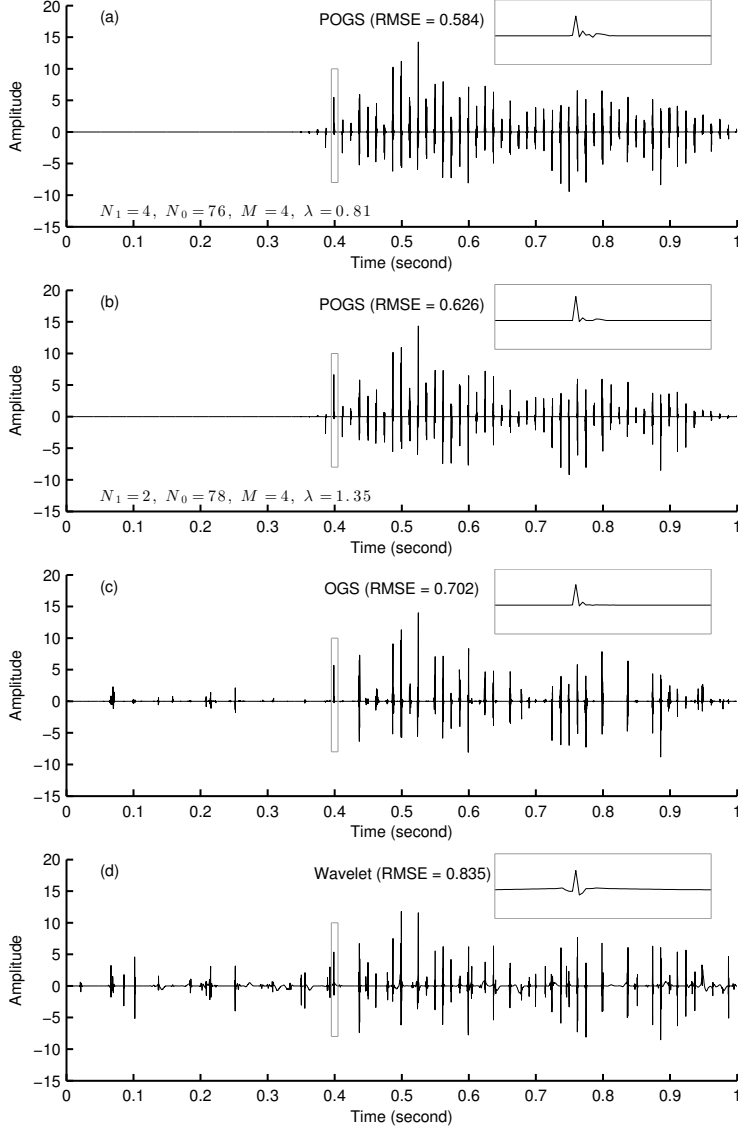 (a)
POGS (RMSE = 0.584)
20
15
10
5
0
−5
−10
−15
Amplitude
N₁=4, N₀=76, M=4, λ=0.81
0 0.1 0.2 0.3 0.4 0.5 0.6 0.7 0.8 0.9 1
Time (second)
(b)
POGS (RMSE = 0.626)
20
15
10
5
0
−5
−10
−15
Amplitude
N₁=2, N₀=78, M=4, λ=1.35
0 0.1 0.2 0.3 0.4 0.5 0.6 0.7 0.8 0.9 1
Time (second)
(c)
OGS (RMSE = 0.702)
20
15
10
5
0
−5
−10
−15
Amplitude
0 0.1 0.2 0.3 0.4 0.5 0.6 0.7 0.8 0.9 1
Time (second)
(d)
Wavelet (RMSE = 0.835)
20
15
10
5
0
−5
−10
−15
Amplitude
0 0.1 0.2 0.3 0.4 0.5 0.6 0.7 0.8 0.9 1
Time (second)